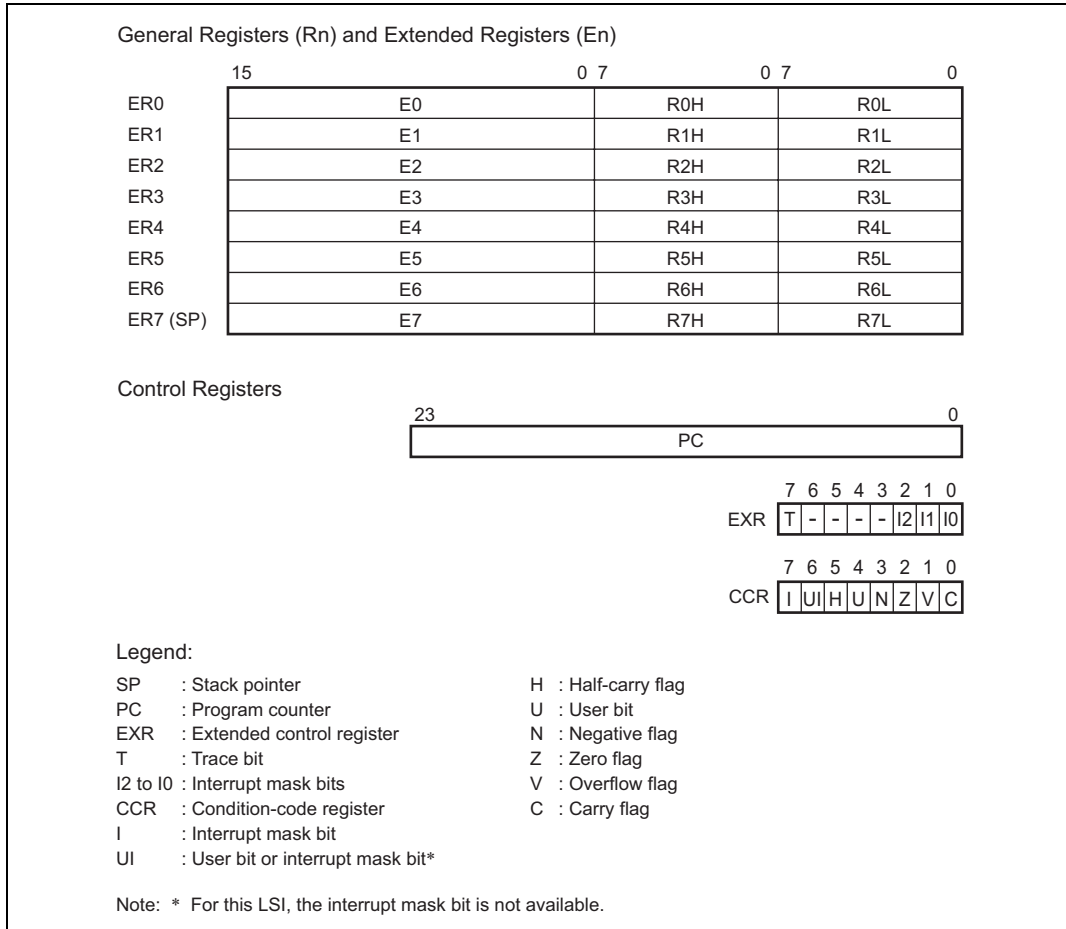 General Registers (Rn) and Extended Registers (En)
15 0 7 0 7 0
ER0 E0 R0H R0L
ER1 E1 R1H R1L
ER2 E2 R2H R2L
ER3 E3 R3H R3L
ER4 E4 R4H R4L
ER5 E5 R5H R5L
ER6 E6 R6H R6L
ER7 (SP) E7 R7H R7L
Control Registers
23 0
PC
7 6 5 4 3 2 1 0
EXR T - - - - I2 I1 I0
7 6 5 4 3 2 1 0
CCR I UI H U N Z V C
Legend:
SP : Stack pointer
PC : Program counter
EXR : Extended control register
T : Trace bit
I2 to I0 : Interrupt mask bits
CCR : Condition-code register
I : Interrupt mask bit
UI : User bit or interrupt mask bit*
H : Half-carry flag
U : User bit
N : Negative flag
Z : Zero flag
V : Overflow flag
C : Carry flag
Note: * For this LSI, the interrupt mask bit is not available.